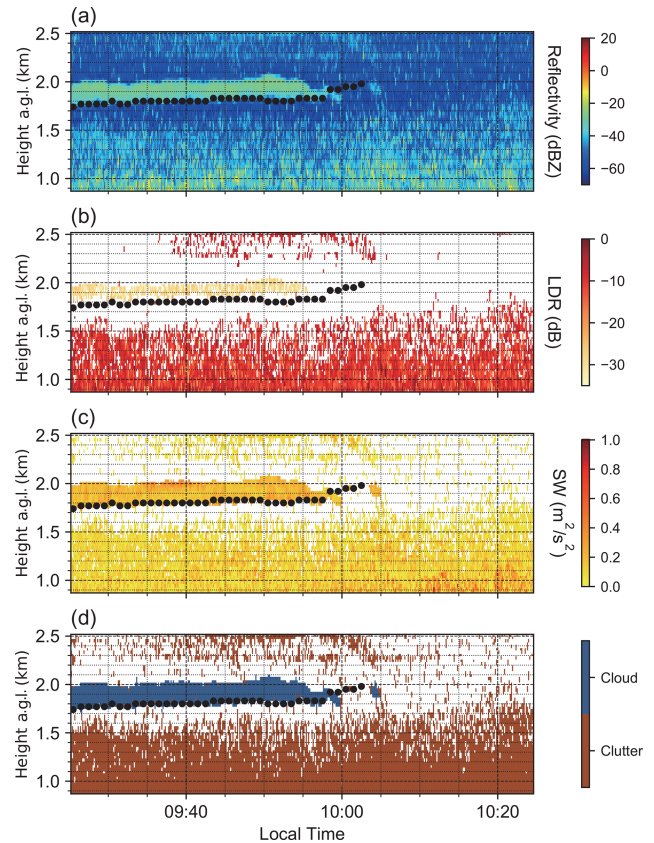 (a)
2.5
2.0
1.5
1.0
Height a.g.l. (km)
20
0
−20
−40
−60
Reflectivity (dBZ)
(b)
2.5
2.0
1.5
1.0
Height a.g.l. (km)
0
−10
−20
−30
LDR (dB)
(c)
2.5
2.0
1.5
1.0
Height a.g.l. (km)
1.0
0.8
0.6
0.4
0.2
0.0
SW (m²/s²)
(d)
2.5
2.0
1.5
1.0
Height a.g.l. (km)
Cloud
Clutter
09:40
10:00
10:20
Local Time